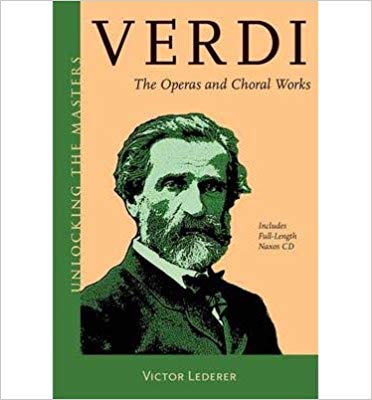 VERDI
The Operas and Choral Works
UNLOCKING THE MASTERS
Includes
Full-Length
Naxos CD
VICTOR LEDERER